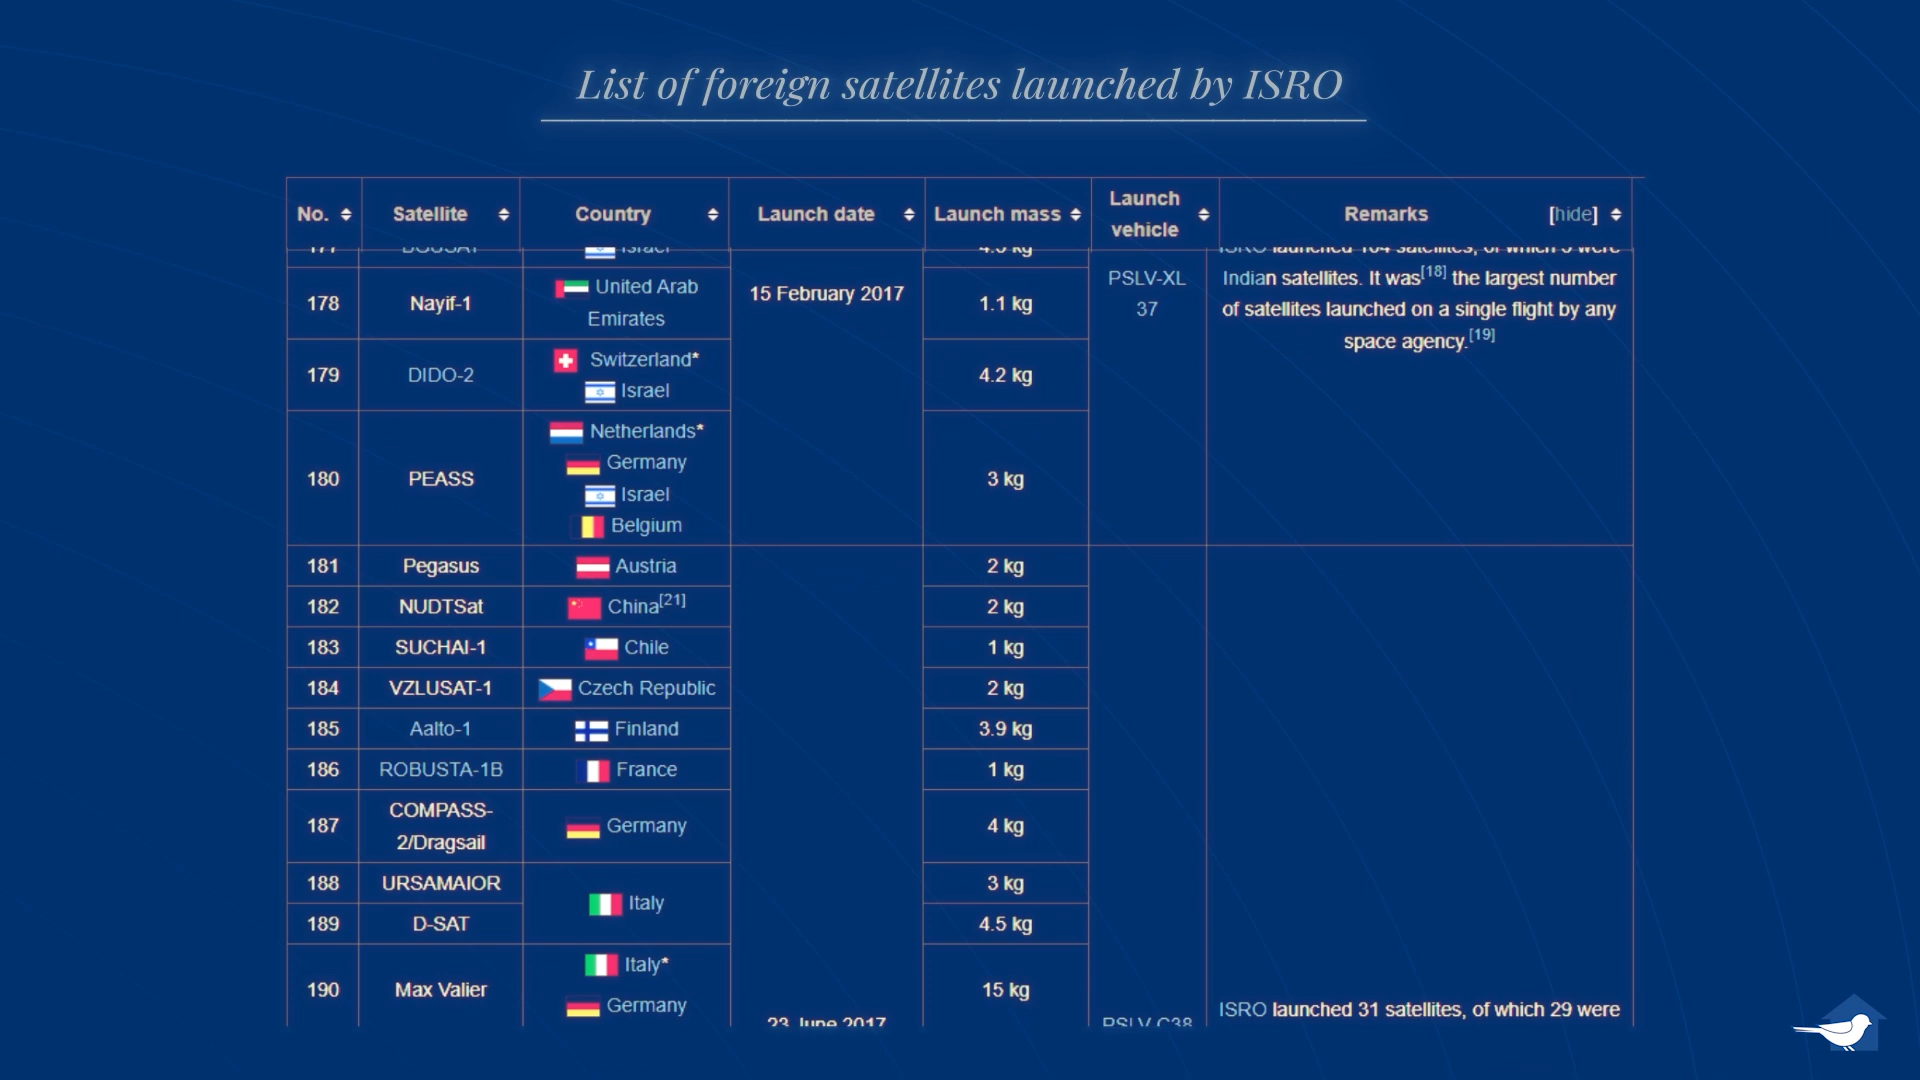 List of foreign satellites launched by ISRO
No. Satellite Country Launch date Launch mass Launch vehicle Remarks [hide]
178 Nayif-1 United Arab Emirates 15 February 2017 1.1 kg PSLV-XL 37
Indian satellites. It was[18] the largest number
of satellites launched on a single flight by any
space agency.[19]
179 DIDO-2 Switzerland* Israel 4.2 kg
180 PEASS Netherlands* Germany Israel Belgium 3 kg
181 Pegasus Austria 2 kg
182 NUDTSat China[21] 2 kg
183 SUCHAI-1 Chile 1 kg
184 VZLUSAT-1 Czech Republic 2 kg
185 Aalto-1 Finland 3.9 kg
186 ROBUSTA-1B France 1 kg
187 COMPASS-2/Dragsail Germany 4 kg
188 URSAMAIOR Italy 3 kg
189 D-SAT 4.5 kg
190 Max Valier Italy* Germany 15 kg
ISRO launched 31 satellites, of which 29 were
23 June 2017 PSLV-C38